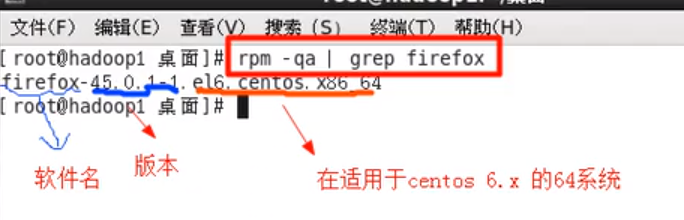 文件(F) 编辑(E) 查看(V) 搜索 (S) 终端(T) 帮助(H)
[root@hadoop1 桌面]# rpm -qa | grep firefox
firefox-45.0.1-1.el6.centos.x86_64
[root@hadoop1 桌面]#
软件名 版本 在适用于centos 6.x 的64系统